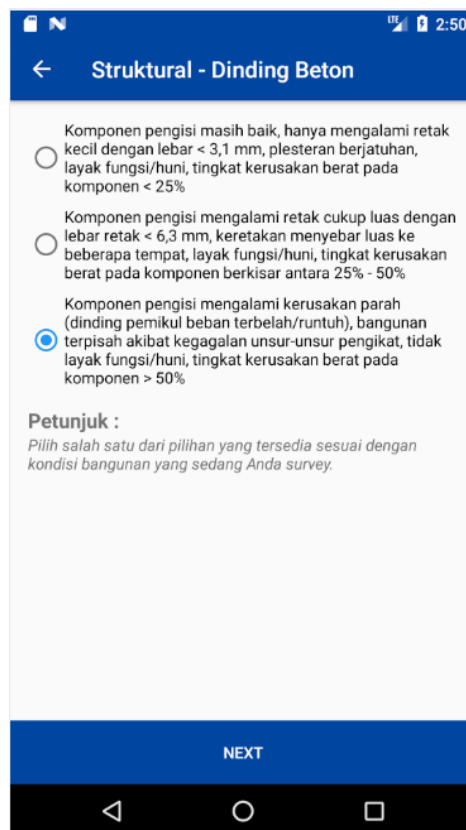 LTE 2:50
Struktural - Dinding Beton
Komponen pengisi masih baik, hanya mengalami retak
kecil dengan lebar < 3,1 mm, plesteran berjatuhan,
layak fungsi/huni, tingkat kerusakan berat pada
komponen < 25%
Komponen pengisi mengalami retak cukup luas dengan
lebar retak < 6,3 mm, keretakan menyebar luas ke
beberapa tempat, layak fungsi/huni, tingkat kerusakan
berat pada komponen berkisar antara 25% - 50%
Komponen pengisi mengalami kerusakan parah
(dinding pemikul beban terbelah/runtuh), bangunan
terpisah akibat kegagalan unsur-unsur pengikat, tidak
layak fungsi/huni, tingkat kerusakan berat pada
komponen > 50%
Petunjuk :
Pilih salah satu dari pilihan yang tersedia sesuai dengan
kondisi bangunan yang sedang Anda survey.
NEXT